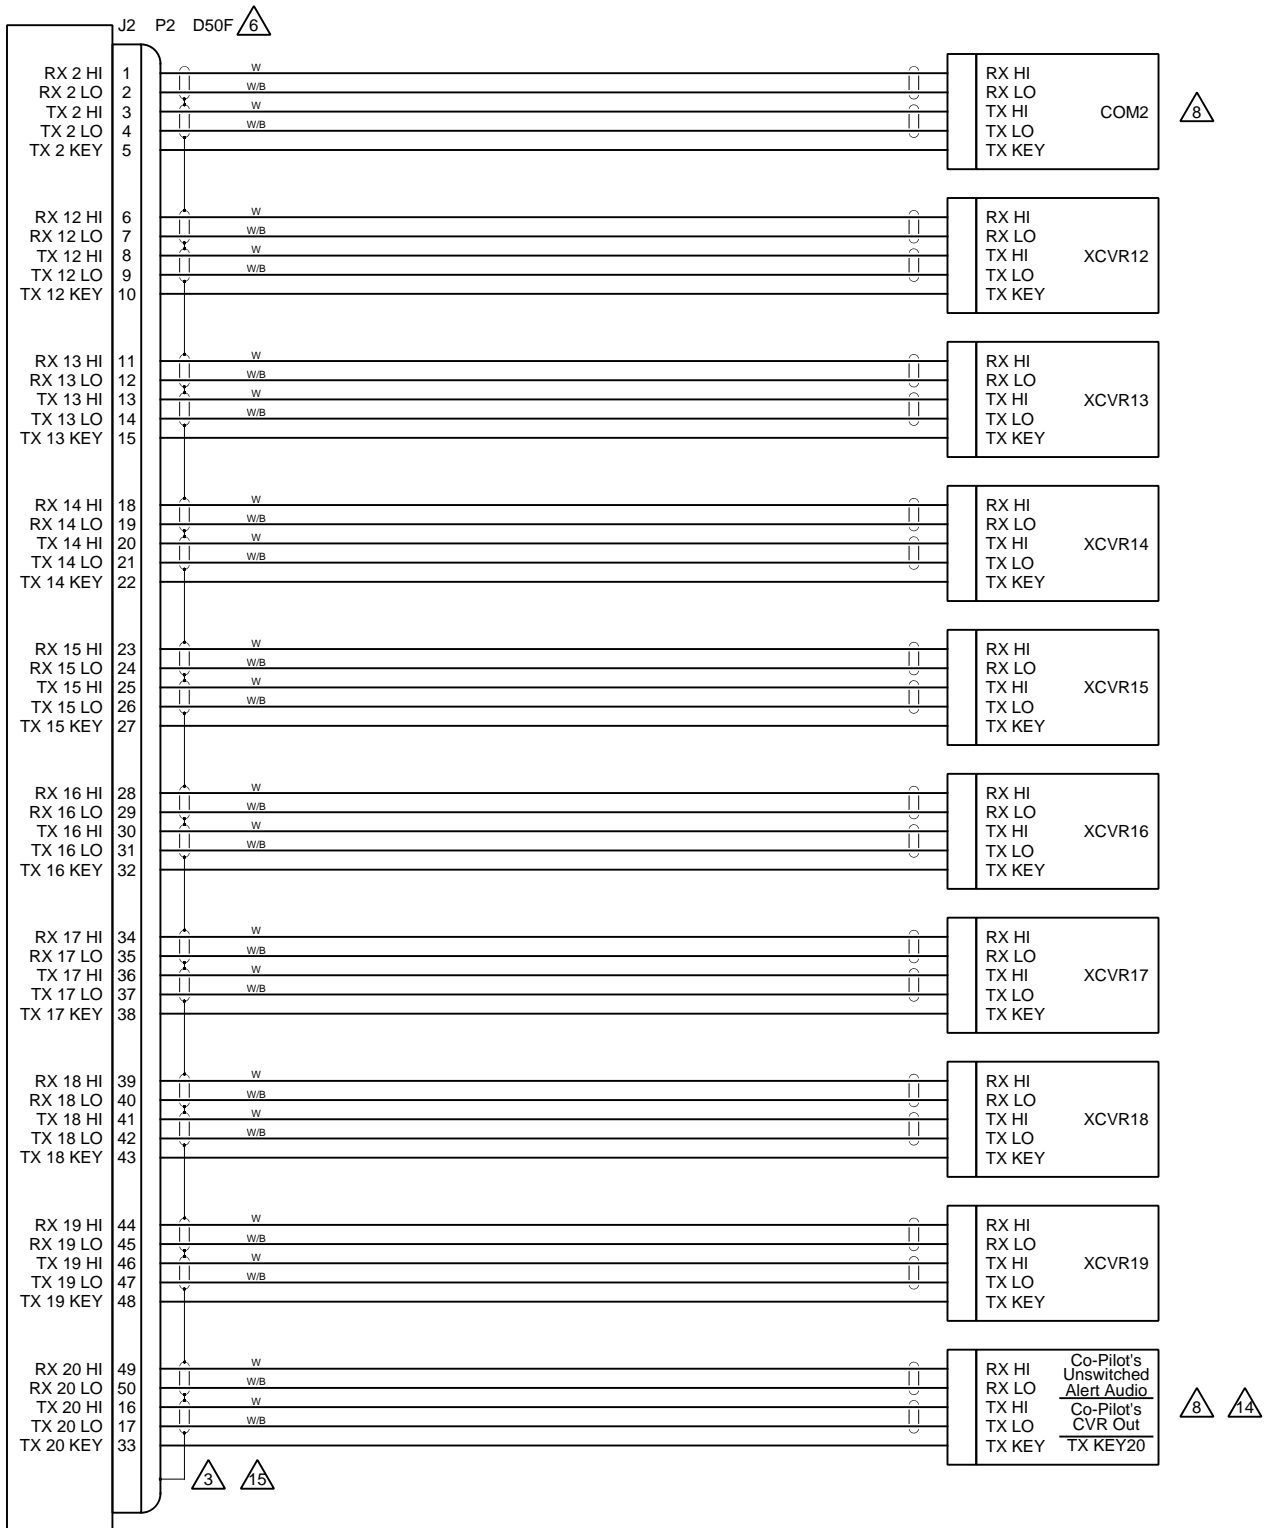 J2 P2 D50F 6
RX 2 HI 1 W RX HI
RX 2 LO 2 W/B RX LO
TX 2 HI 3 W TX HI COM2 8
TX 2 LO 4 W/B TX LO
TX 2 KEY 5 TX KEY
RX 12 HI 6 W RX HI
RX 12 LO 7 W/B RX LO
TX 12 HI 8 W TX HI XCVR12
TX 12 LO 9 W/B TX LO
TX 12 KEY 10 TX KEY
RX 13 HI 11 W RX HI
RX 13 LO 12 W/B RX LO
TX 13 HI 13 W TX HI XCVR13
TX 13 LO 14 W/B TX LO
TX 13 KEY 15 TX KEY
RX 14 HI 18 W RX HI
RX 14 LO 19 W/B RX LO
TX 14 HI 20 W TX HI XCVR14
TX 14 LO 21 W/B TX LO
TX 14 KEY 22 TX KEY
RX 15 HI 23 W RX HI
RX 15 LO 24 W/B RX LO
TX 15 HI 25 W TX HI XCVR15
TX 15 LO 26 W/B TX LO
TX 15 KEY 27 TX KEY
RX 16 HI 28 W RX HI
RX 16 LO 29 W/B RX LO
TX 16 HI 30 W TX HI XCVR16
TX 16 LO 31 W/B TX LO
TX 16 KEY 32 TX KEY
RX 17 HI 34 W RX HI
RX 17 LO 35 W/B RX LO
TX 17 HI 36 W TX HI XCVR17
TX 17 LO 37 W/B TX LO
TX 17 KEY 38 TX KEY
RX 18 HI 39 W RX HI
RX 18 LO 40 W/B RX LO
TX 18 HI 41 W TX HI XCVR18
TX 18 LO 42 W/B TX LO
TX 18 KEY 43 TX KEY
RX 19 HI 44 W RX HI
RX 19 LO 45 W/B RX LO
TX 19 HI 46 W TX HI XCVR19
TX 19 LO 47 W/B TX LO
TX 19 KEY 48 TX KEY
Co-Pilot's
RX 20 HI 49 W RX HI Unswitched
RX 20 LO 50 W/B RX LO Alert Audio
TX 20 HI 16 W TX HI Co-Pilot's 8 14
TX 20 LO 17 W/B TX LO CVR Out
TX 20 KEY 33 TX KEY TX KEY20
3 15